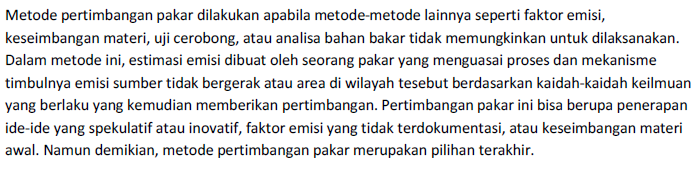 Metode pertimbangan pakar dilakukan apabila metode-metode lainnya seperti faktor emisi,
keseimbangan materi, uji cerobong, atau analisa bahan bakar tidak memungkinkan untuk dilaksanakan.
Dalam metode ini, estimasi emisi dibuat oleh seorang pakar yang menguasai proses dan mekanisme
timbulnya emisi sumber tidak bergerak atau area di wilayah tesebut berdasarkan kaidah-kaidah keilmuan
yang berlaku yang kemudian memberikan pertimbangan. Pertimbangan pakar ini bisa berupa penerapan
ide-ide yang spekulatif atau inovatif, faktor emisi yang tidak terdokumentasi, atau keseimbangan materi
awal. Namun demikian, metode pertimbangan pakar merupakan pilihan terakhir.